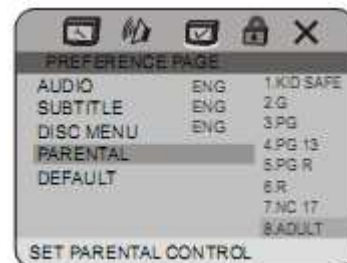 PREFERENCE PAGE
AUDIO ENG
SUBTITLE ENG
DISC MENU ENG
PARENTAL
DEFAULT
1.KID SAFE
2.G
3.PG
4.PG 13
5.PG R
6.R
7.NC 17
8.ADULT
SET PARENTAL CONTROL